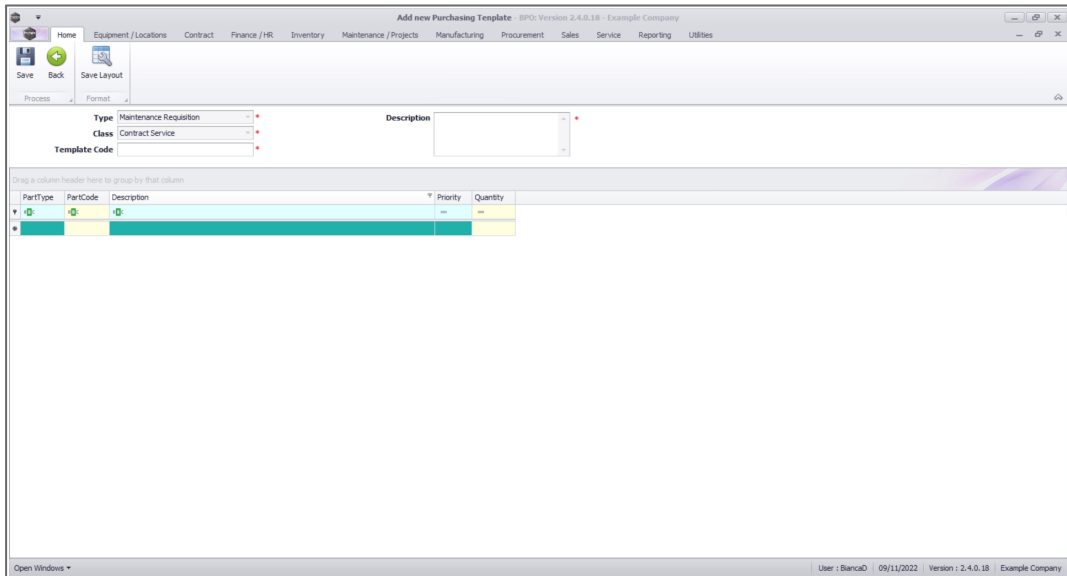 Add new Purchasing Tenplate - BPO: Version 2.4.0.18 - Example Company
Home Equipment / Locations Contract Finance / HR Inventory Maintenance / Projects Manufacturing Procurement Sales Service Reporting Utilities
Save Back Save Layout
Process Format
Type Maintenance Requisition * Description *
Class Contract Service *
Template Code *
Drag a column header here to group by that column
PartType PartCode Description Priority Quantity
Open Windows User : BiancaD 09/11/2022 Version : 2.4.0.18 Example Company